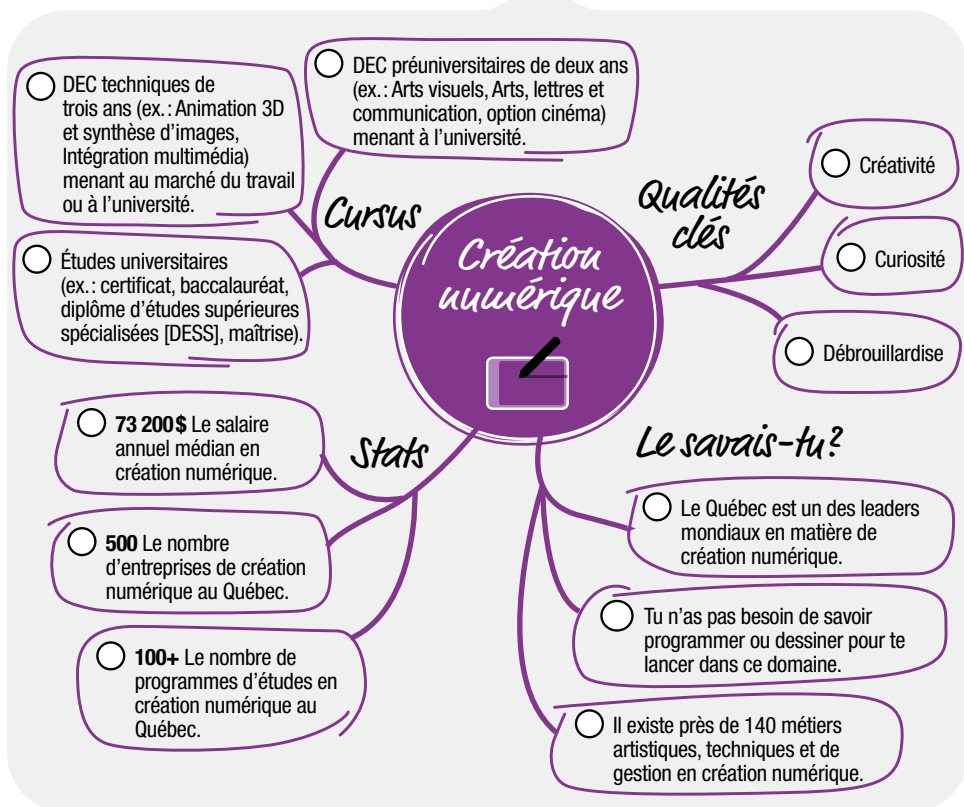 Création
numérique
Cursus
DEC techniques de
trois ans (ex. : Animation 3D
et synthèse d'images,
Intégration multimédia)
menant au marché du travail
ou à l'université.
DEC préuniversitaires de deux ans
(ex. : Arts visuels, Arts, lettres et
communication, option cinéma)
menant à l'université.
Études universitaires
(ex. : certificat, baccalauréat,
diplôme d'études supérieures
spécialisées [DESS], maîtrise).
Qualités
clés
Créativité
Curiosité
Débrouillardise
Stats
73 200 $ Le salaire
annuel médian en
création numérique.
500 Le nombre
d'entreprises de création
numérique au Québec.
100+ Le nombre de
programmes d'études en
création numérique au
Québec.
Le savais-tu?
Le Québec est un des leaders
mondiaux en matière de
création numérique.
Tu n'as pas besoin de savoir
programmer ou dessiner pour te
lancer dans ce domaine.
Il existe près de 140 métiers
artistiques, techniques et de
gestion en création numérique.